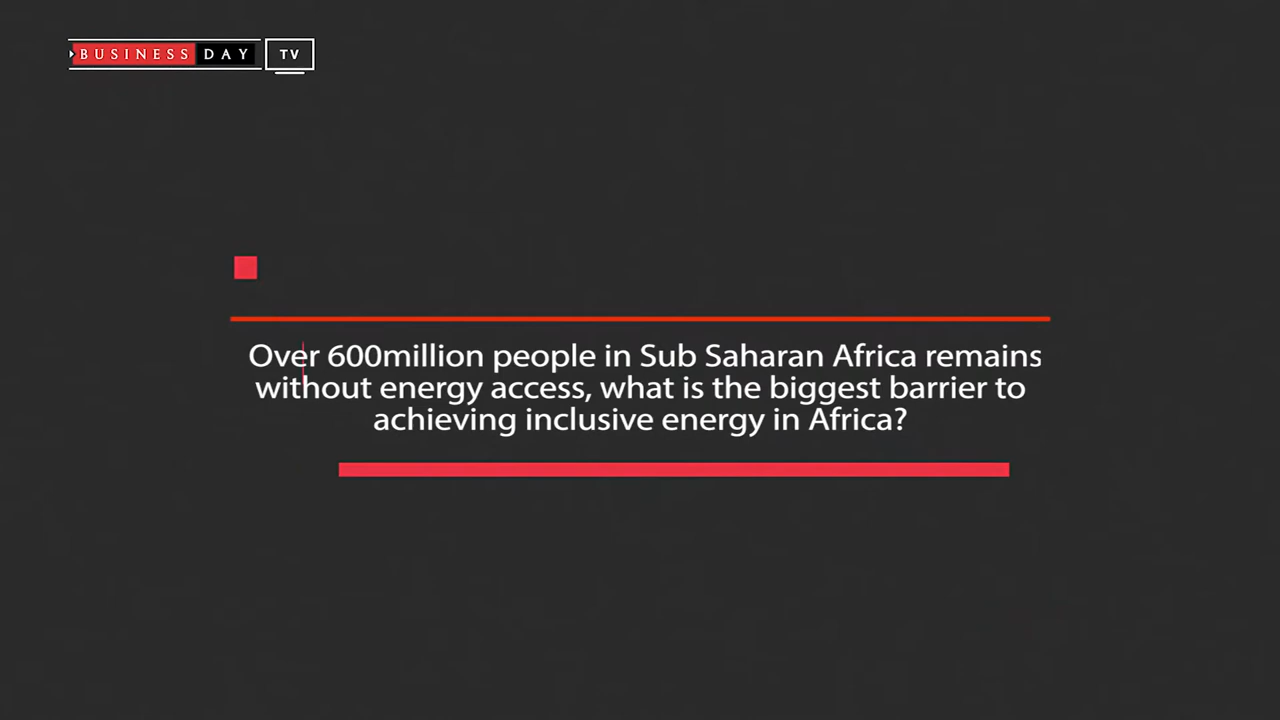 BUSINESS DAY TV
Over 600million people in Sub Saharan Africa remains
without energy access, what is the biggest barrier to
achieving inclusive energy in Africa?